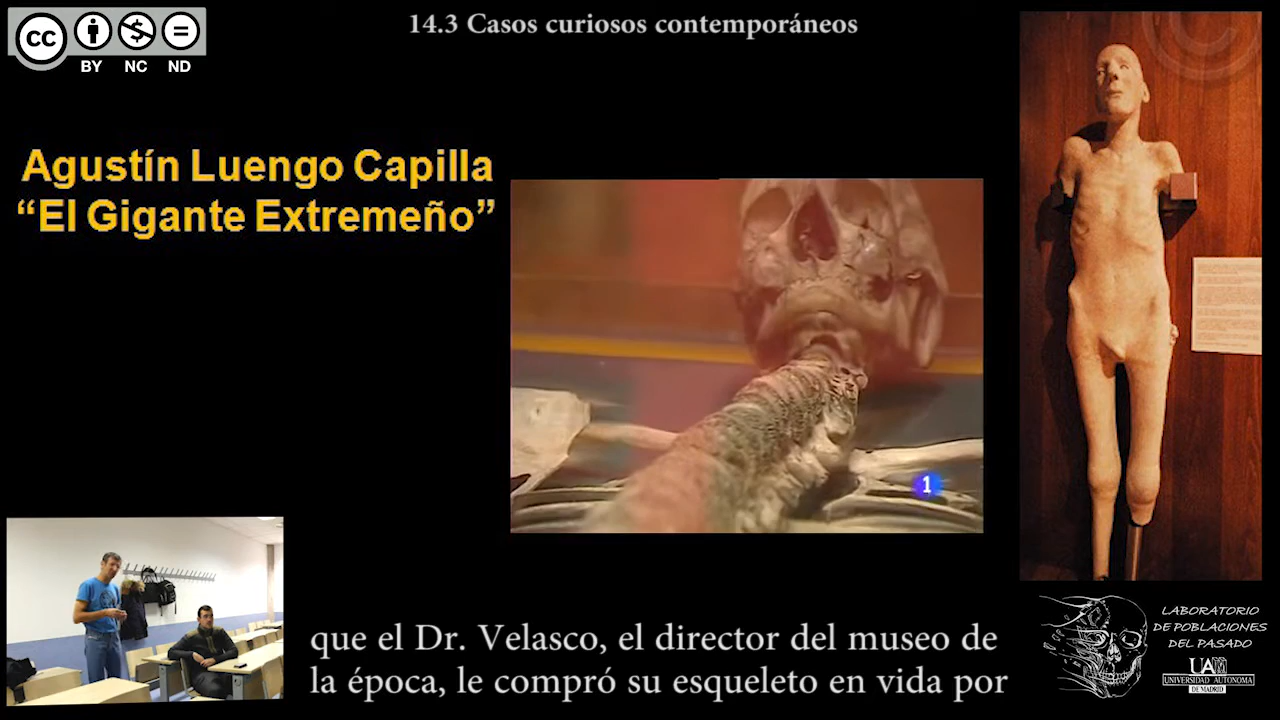 cc
BY NC ND
14.3 Casos curiosos contemporáneos
Agustín Luengo Capilla
“El Gigante Extremeño”
1
que el Dr. Velasco, el director del museo de
la época, le compró su esqueleto en vida por
LABORATORIO
DE POBLACIONES
DEL PASADO
UAM
UNIVERSIDAD AUTONOMA
DE MADRID